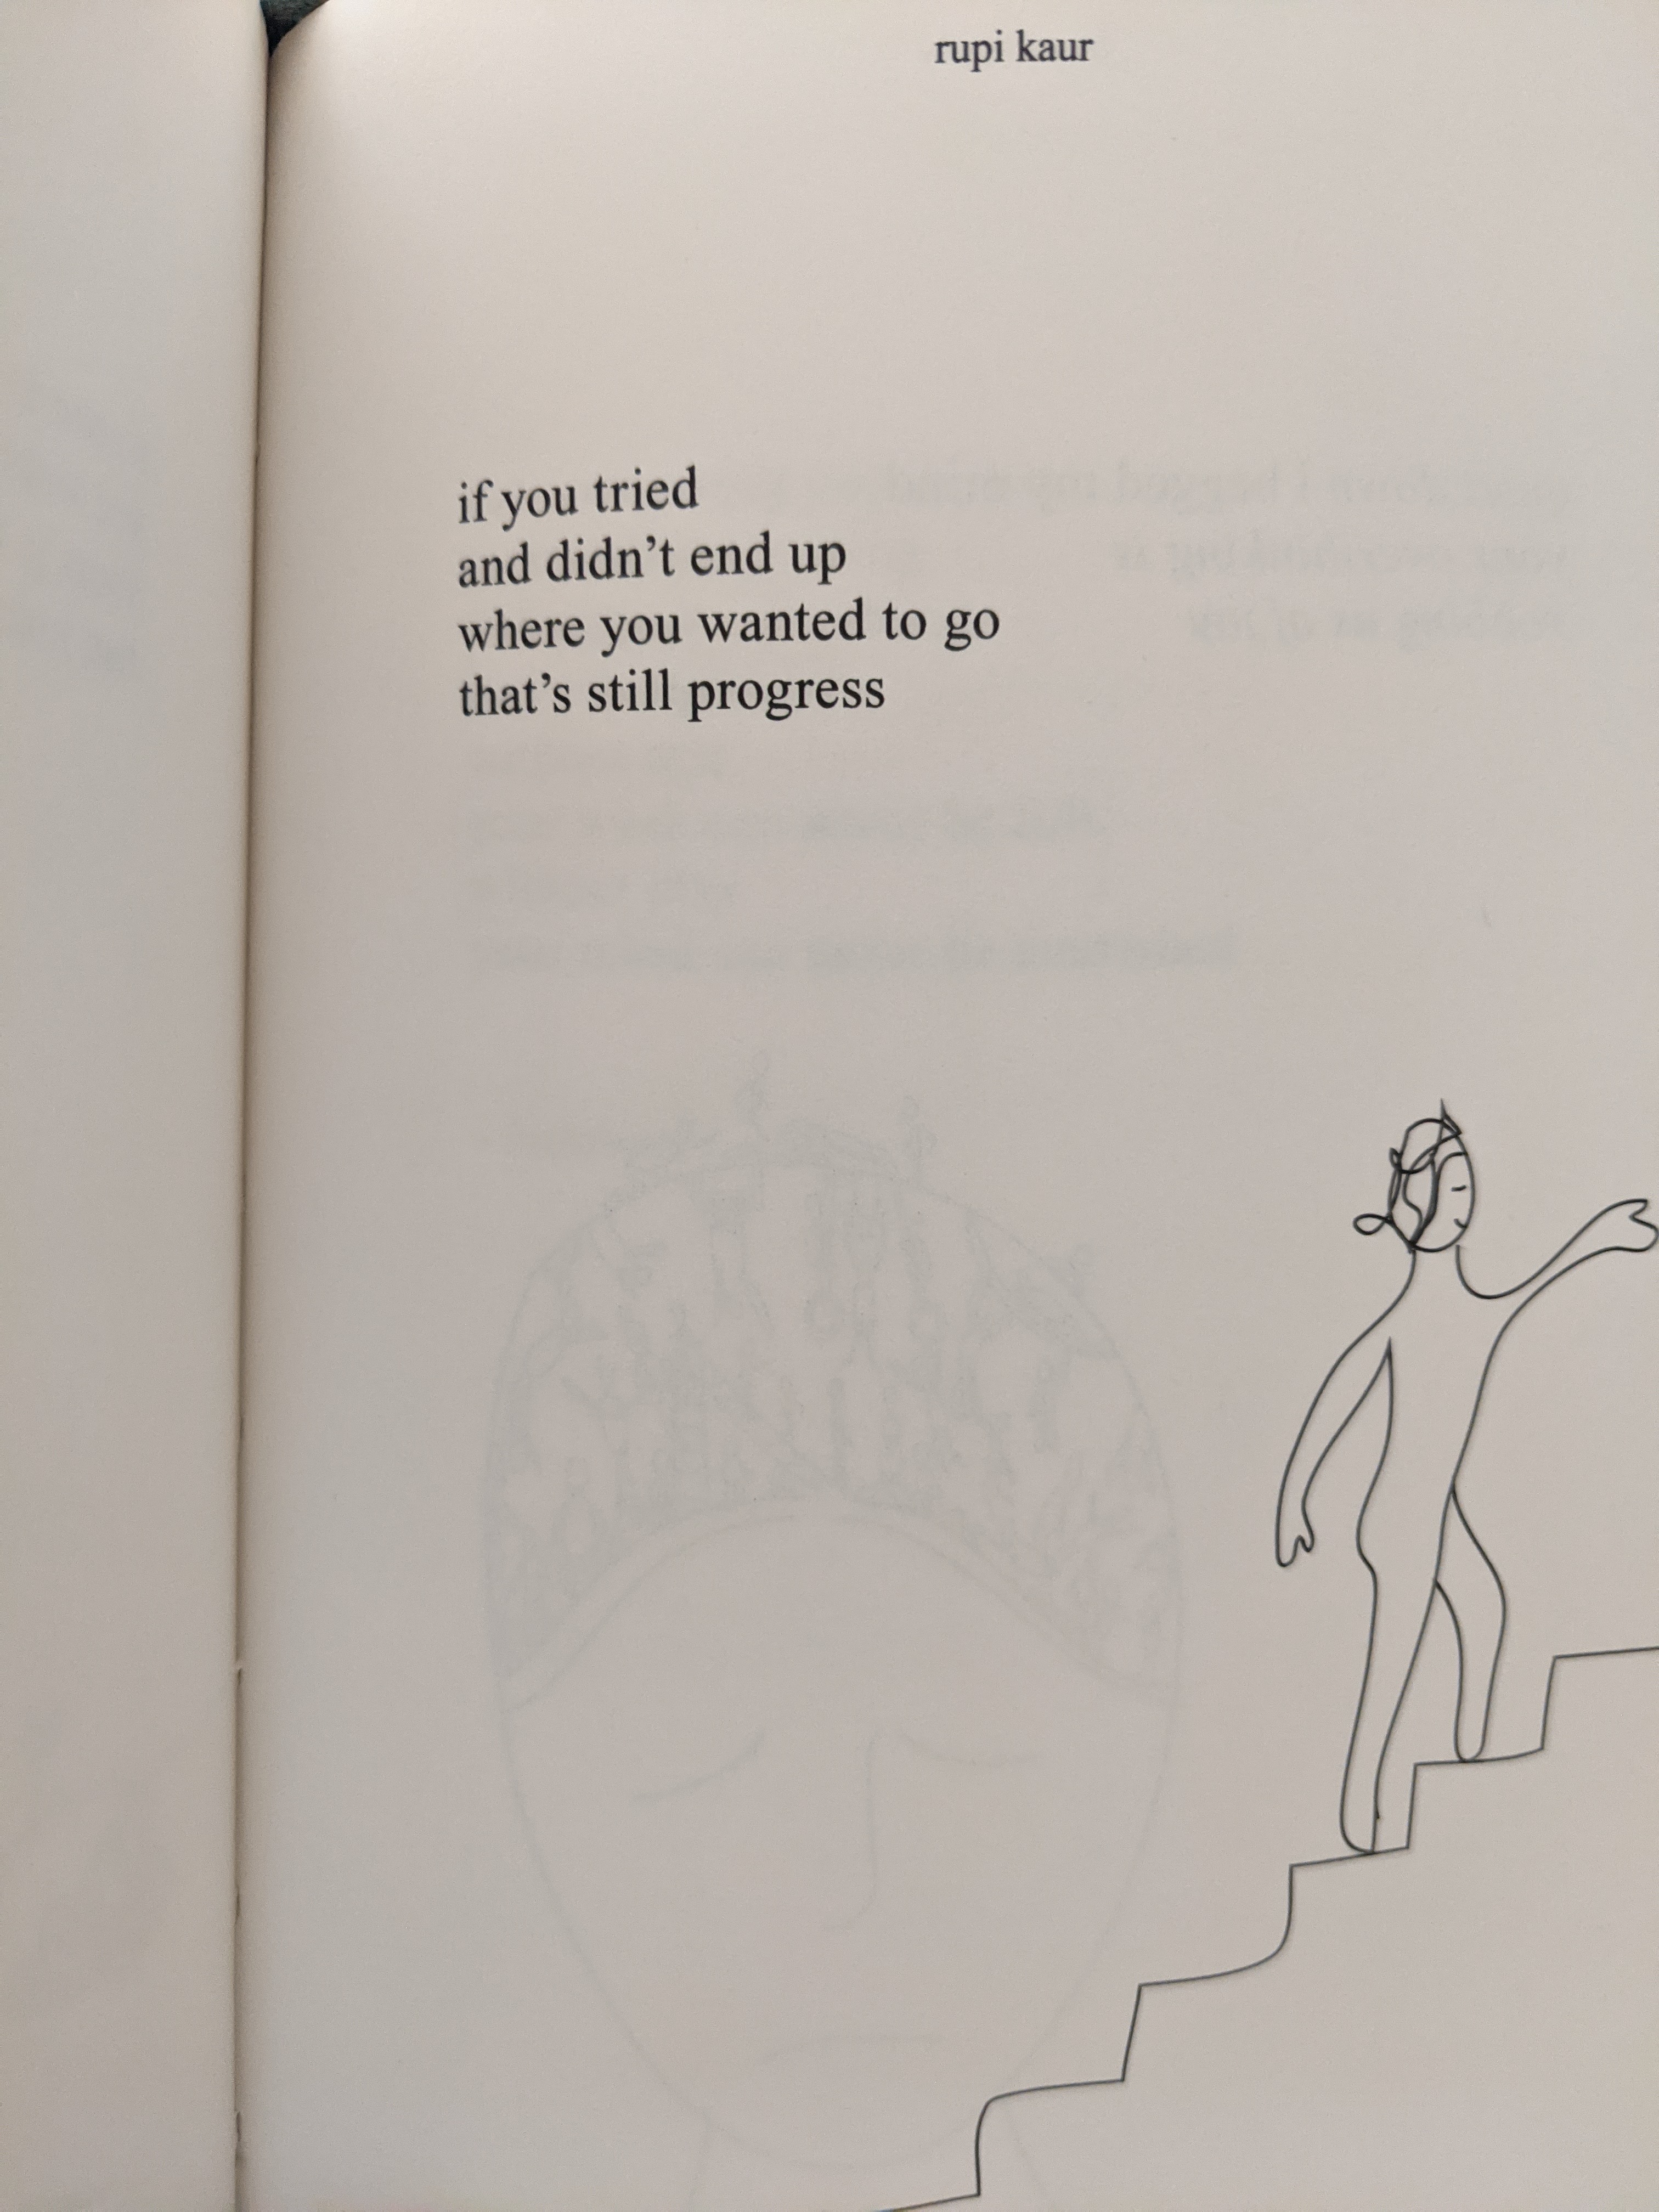 rupi kaur
if you tried
and didn't end up
where you wanted to go
that's still progress